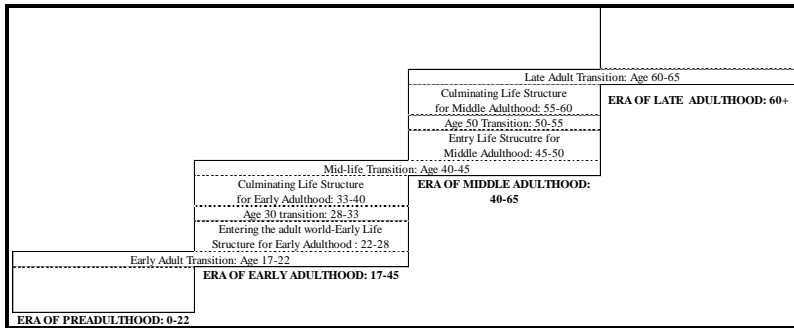 Late Adult Transition: Age 60-65
Culminating Life Structure
for Middle Adulthood: 55-60
ERA OF LATE ADULTHOOD: 60+
Age 50 Transition: 50-55
Entry Life Strucutre for
Middle Adulthood: 45-50
Mid-life Transition: Age 40-45
Culminating Life Structure
for Early Adulthood: 33-40
ERA OF MIDDLE ADULTHOOD:
40-65
Age 30 transition: 28-33
Entering the adult world-Early Life
Structure for Early Adulthood : 22-28
Early Adult Transition: Age 17-22
ERA OF EARLY ADULTHOOD: 17-45
ERA OF PREADULTHOOD: 0-22